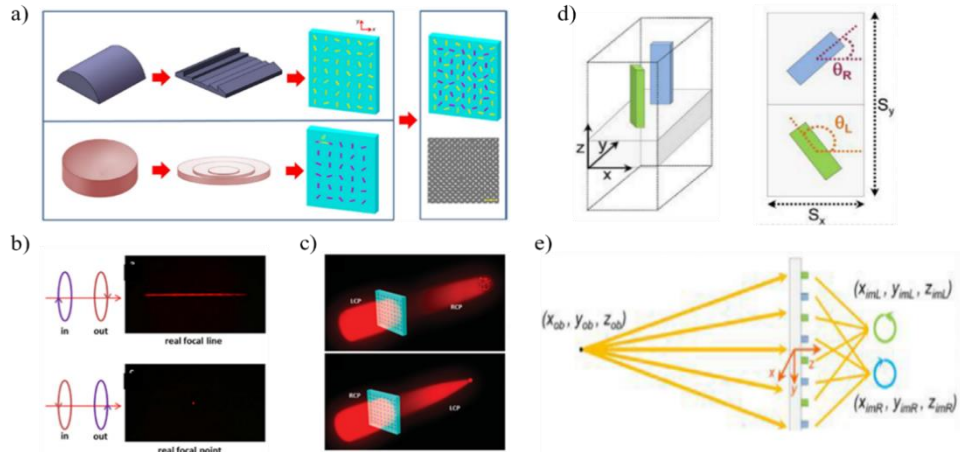 a)
y
x
b)
in
out
real focal line
in
out
real focal point
c)
LCP
RCP
RCP
LCP
d)
z
y
x
θR
θL
Sy
Sx
e)
(xob, yob, zob)
(ximL, yimL, zimL)
x
y
z
(ximR, yimR, zimR)